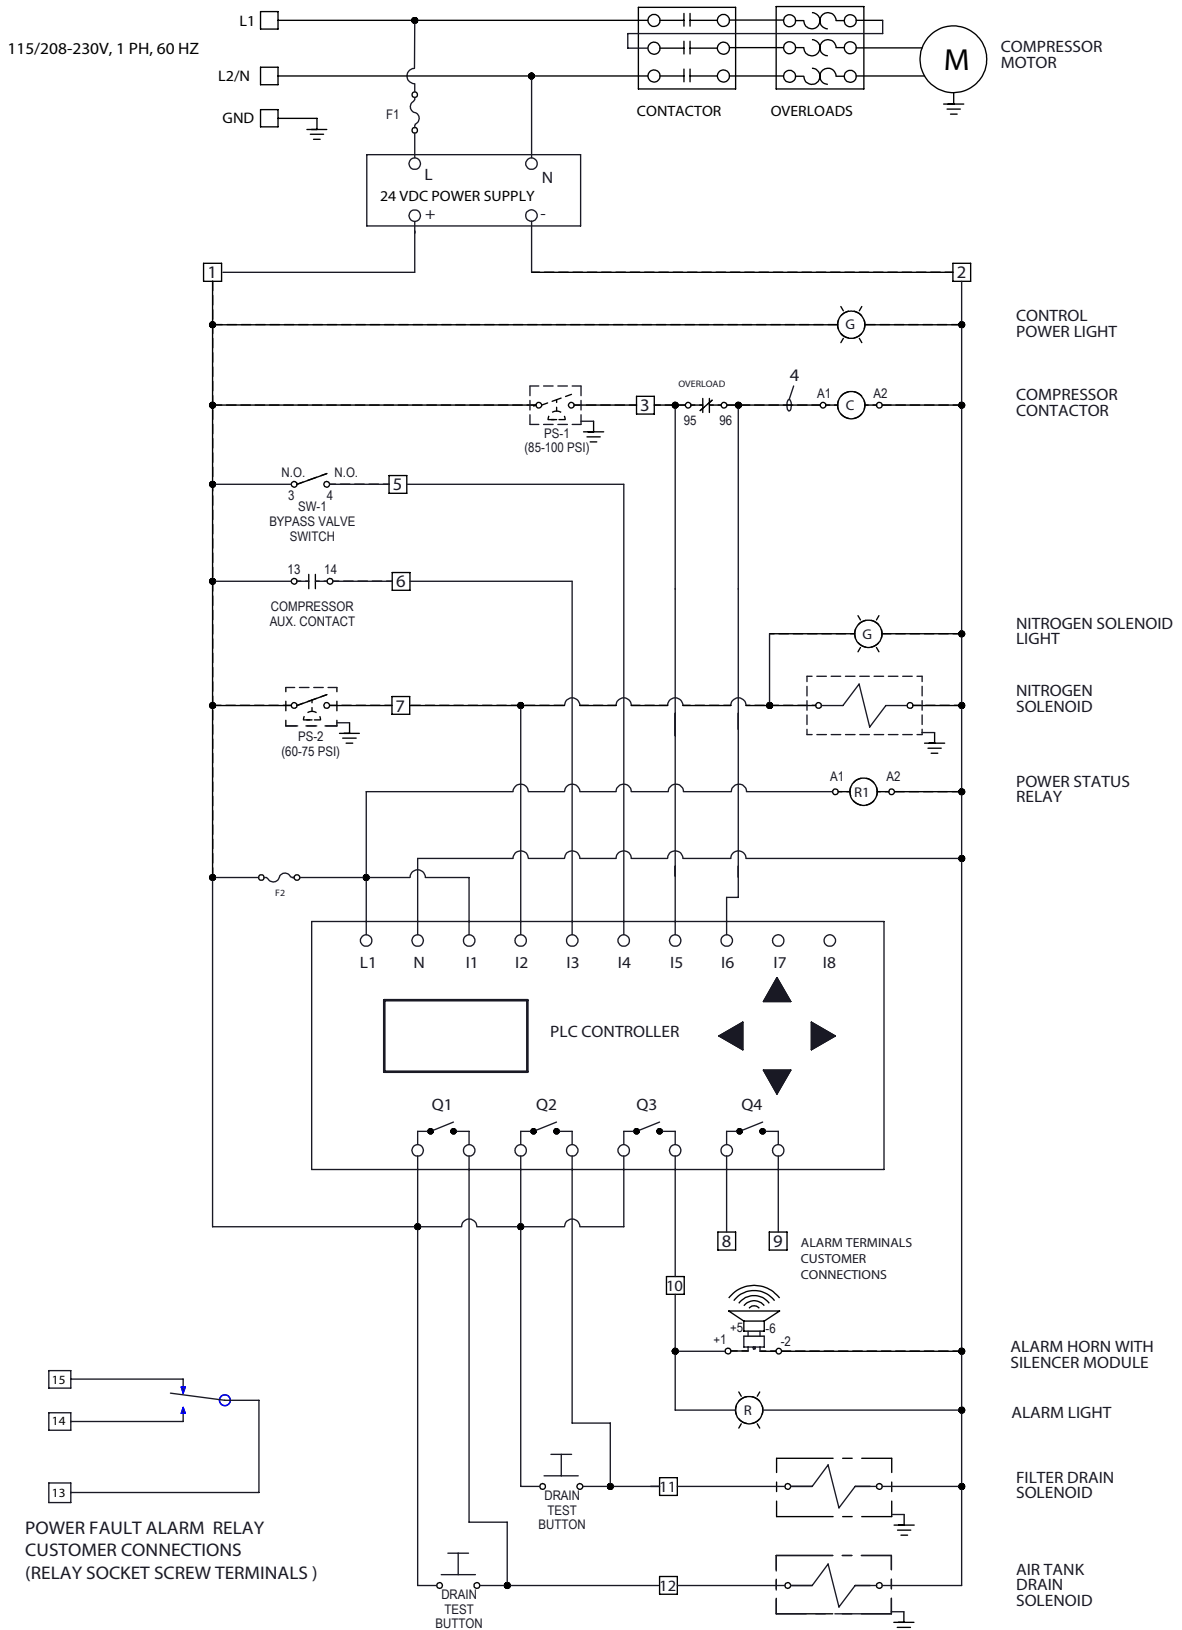 L1
115/208-230V, 1 PH, 60 HZ
L2/N
GND
F1
CONTACTOR
OVERLOADS
M
COMPRESSOR
MOTOR
L
N
24 VDC POWER SUPPLY
+
-
1
2
G
CONTROL
POWER LIGHT
PS-1
(85-100 PSI)
3
OVERLOAD
95
96
4
A1
C
A2
COMPRESSOR
CONTACTOR
N.O.
N.O.
3
4
SW-1
BYPASS VALVE
SWITCH
5
13
14
COMPRESSOR
AUX. CONTACT
6
G
NITROGEN SOLENOID
LIGHT
PS-2
(60-75 PSI)
7
NITROGEN
SOLENOID
A1
R1
A2
POWER STATUS
RELAY
F2
L1
N
I1
I2
I3
I4
I5
I6
I7
I8
PLC CONTROLLER
Q1
Q2
Q3
Q4
8
9
ALARM TERMINALS
CUSTOMER
CONNECTIONS
10
+5
-6
+1
-2
ALARM HORN WITH
SILENCER MODULE
R
ALARM LIGHT
15
14
13
POWER FAULT ALARM RELAY
CUSTOMER CONNECTIONS
(RELAY SOCKET SCREW TERMINALS )
DRAIN
TEST
BUTTON
11
FILTER DRAIN
SOLENOID
DRAIN
TEST
BUTTON
12
AIR TANK
DRAIN
SOLENOID